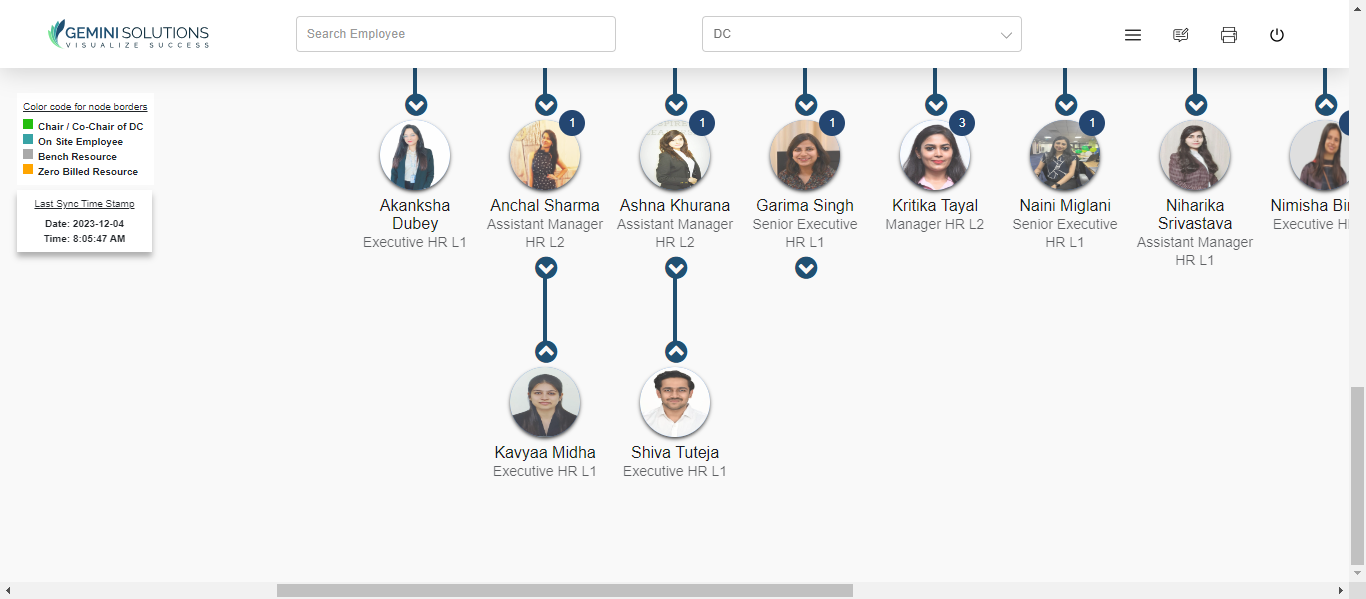 GEMINI SOLUTIONS
VISUALIZE SUCCESS
Search Employee
DC
Color code for node borders
Chair / Co-Chair of DC
On Site Employee
Bench Resource
Zero Billed Resource
Last Sync Time Stamp
Date: 2023-12-04
Time: 8:05:47 AM
Akanksha
Dubey
Executive HR L1
1
Anchal Sharma
Assistant Manager
HR L2
1
Ashna Khurana
Assistant Manager
HR L2
1
Garima Singh
Senior Executive
HR L1
3
Kritika Tayal
Manager HR L2
1
Naini Miglani
Senior Executive
HR L1
Niharika
Srivastava
Assistant Manager
HR L1
Nimisha
Executive
Kavyaa Midha
Executive HR L1
Shiva Tuteja
Executive HR L1